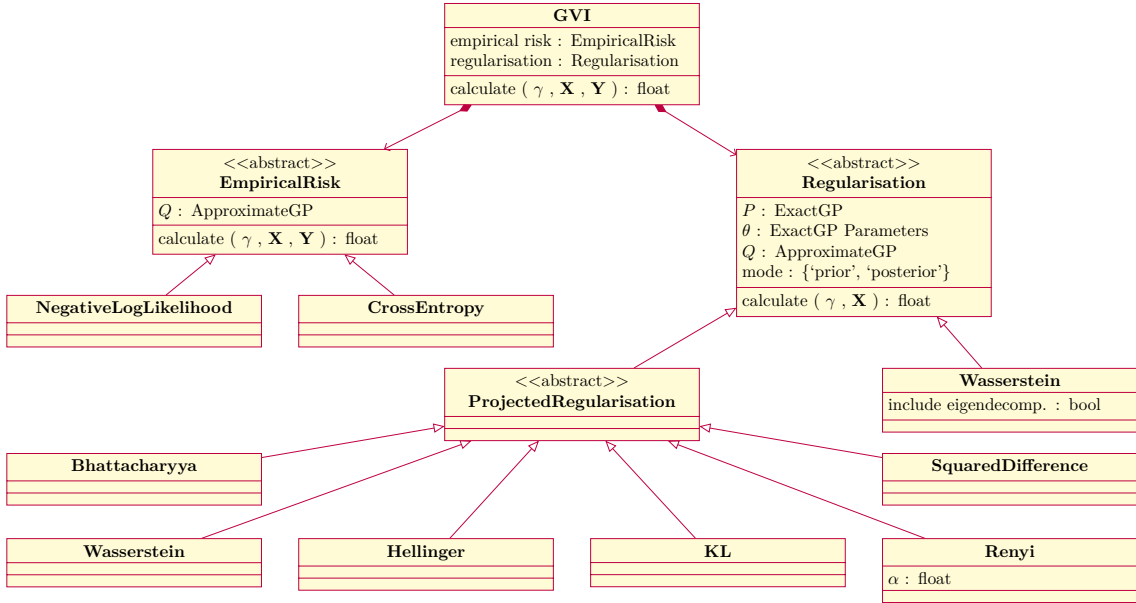 GVI
empirical risk : EmpiricalRisk
regularisation : Regularisation
calculate ( γ , X , Y ) : float
<<abstract>>
EmpiricalRisk
Q : ApproximateGP
calculate ( γ , X , Y ) : float
<<abstract>>
Regularisation
P : ExactGP
θ : ExactGP Parameters
Q : ApproximateGP
mode : {‘prior’, ‘posterior’}
calculate ( γ , X ) : float
NegativeLogLikelihood
CrossEntropy
<<abstract>>
ProjectedRegularisation
Wasserstein
include eigendecomp. : bool
Bhattacharyya
SquaredDifference
Wasserstein
Hellinger
KL
Renyi
α : float